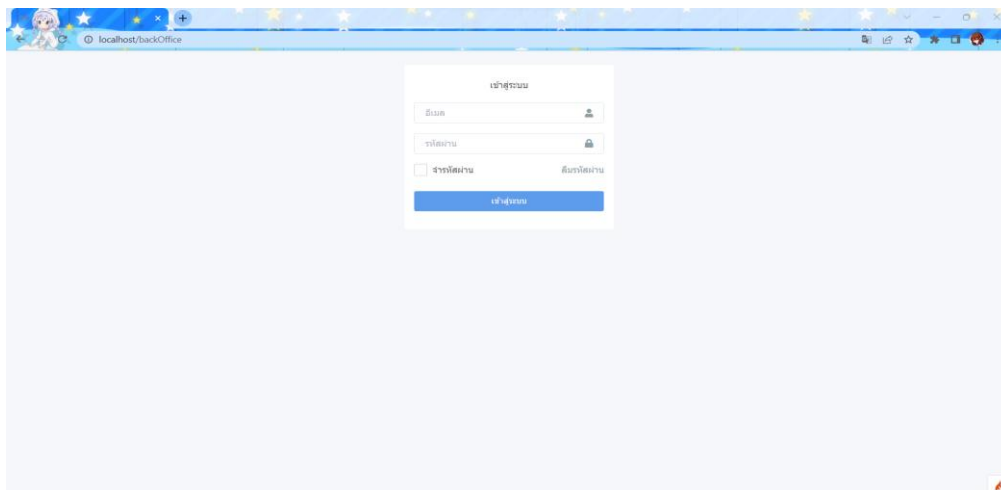 localhost/backOffice
เข้าสู่ระบบ
อีเมล
รหัสผ่าน
จำรหัสผ่าน ลืมรหัสผ่าน
เข้าสู่ระบบ